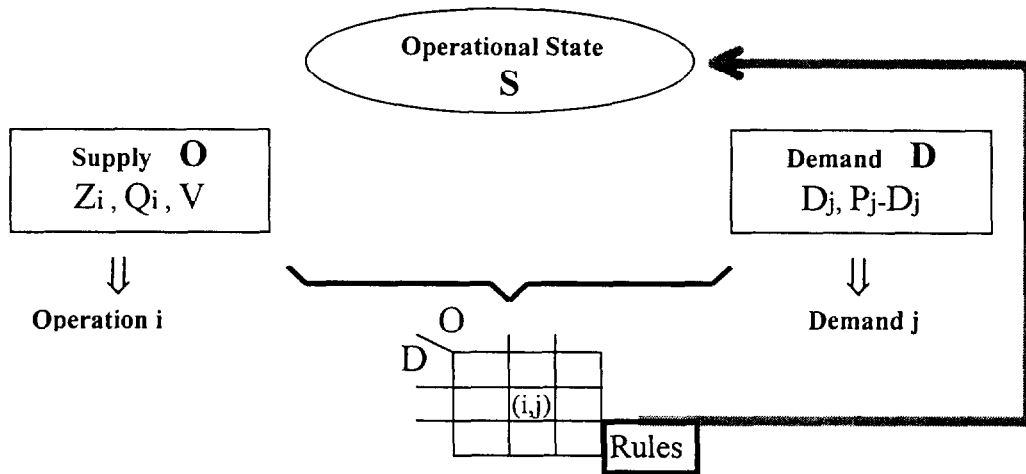 Operational State
S
Supply O
Zi, Qi, V
Demand D
Dj, Pj-Dj
Operation i
Demand j
O
D
(i,j)
Rules